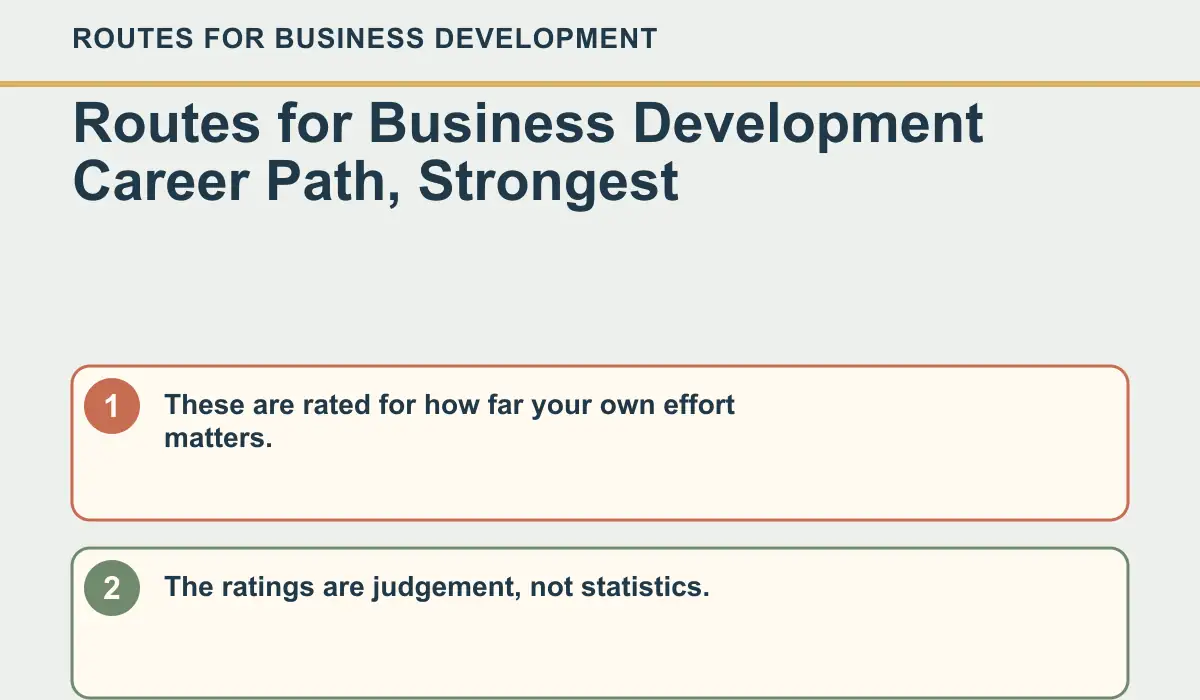 ROUTES FOR BUSINESS DEVELOPMENT
Routes for Business Development
Career Path, Strongest
1
These are rated for how far your own effort
matters.
2
The ratings are judgement, not statistics.